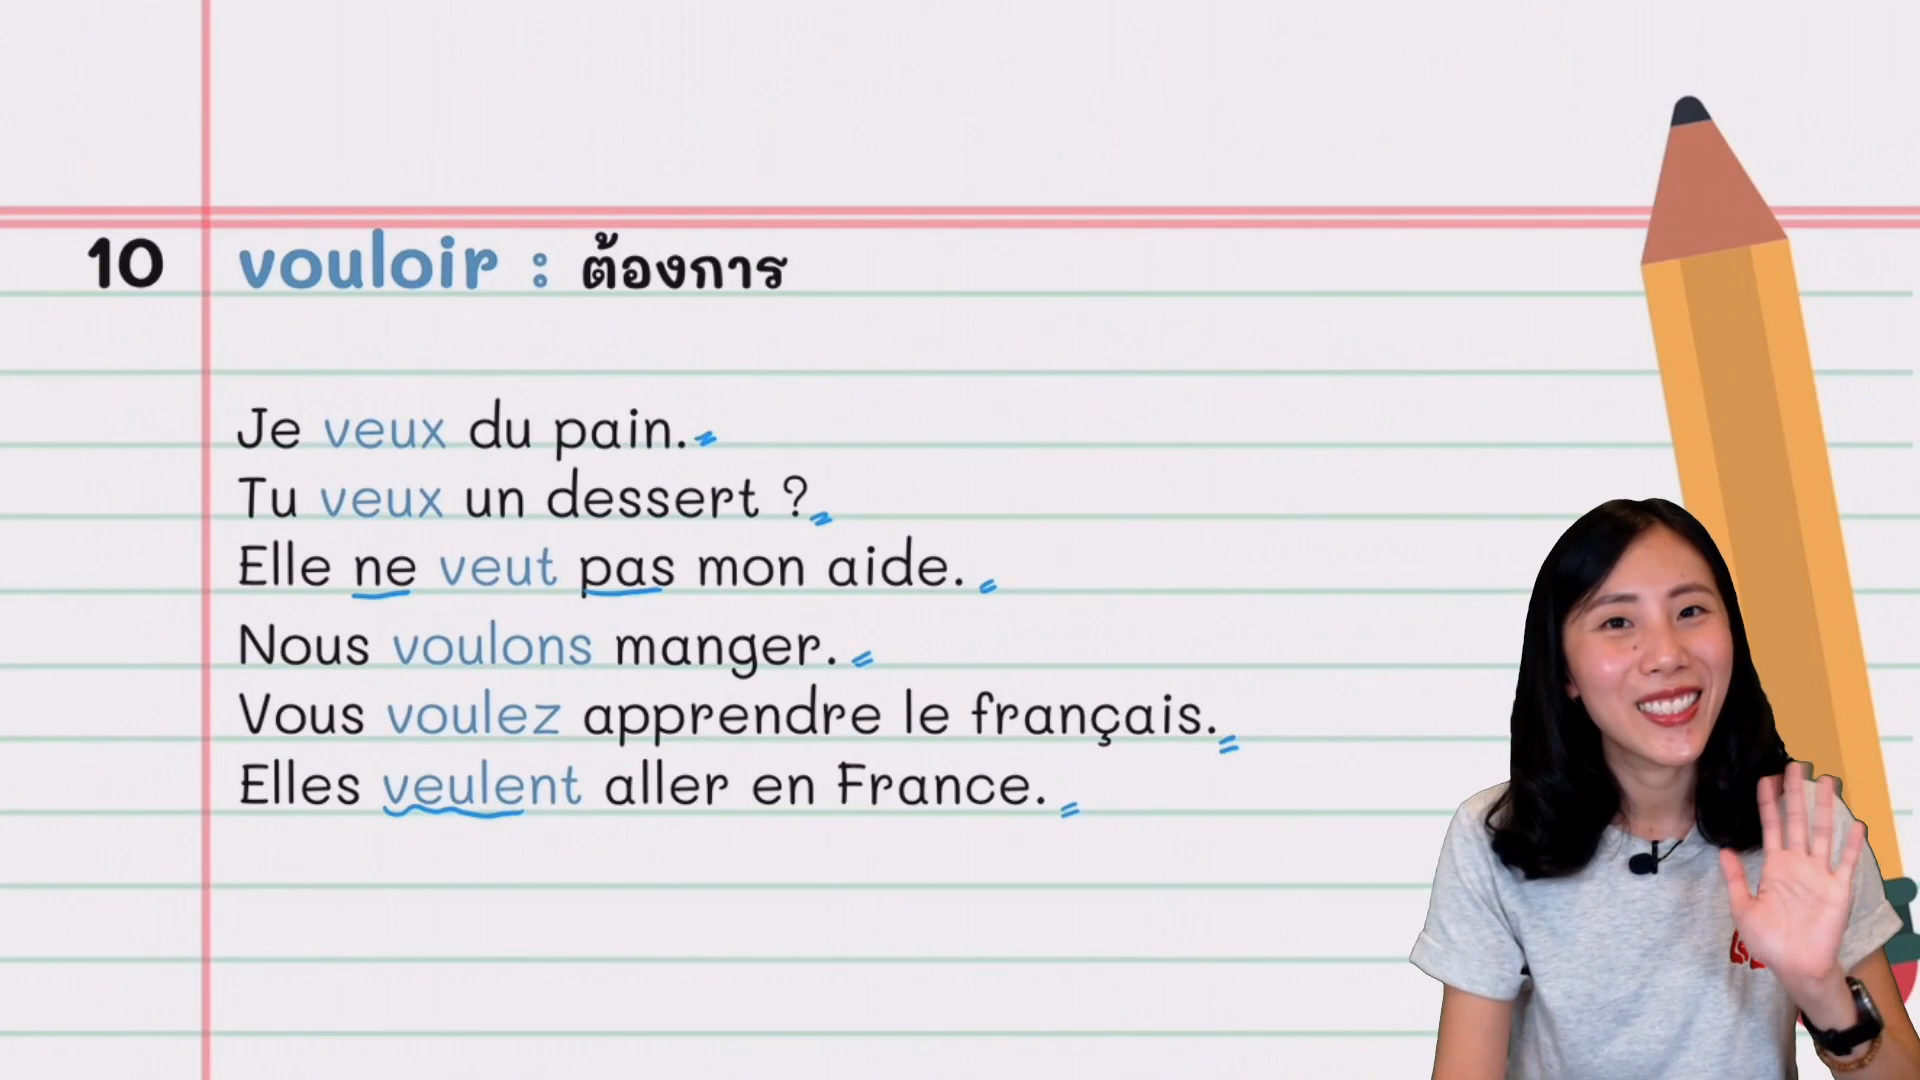 10 vouloir : ต้องการ
Je veux du pain.
Tu veux un dessert ?
Elle ne veut pas mon aide.
Nous voulons manger.
Vous voulez apprendre le français.
Elles veulent aller en France.